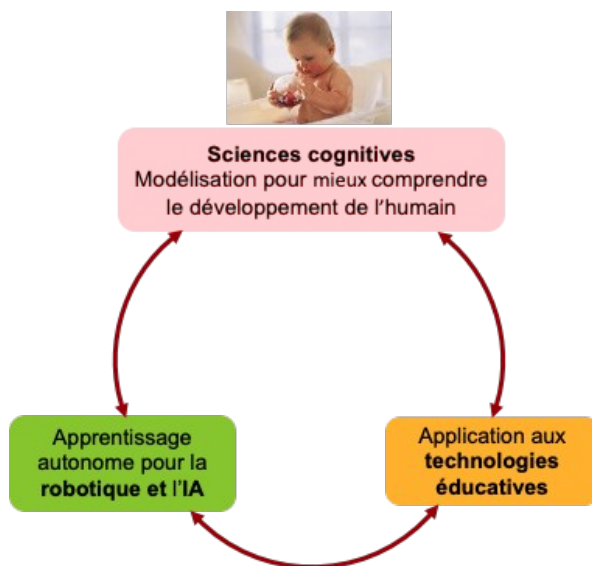 Sciences cognitives
Modélisation pour mieux comprendre
le développement de l'humain
Apprentissage
autonome pour la
robotique et l'IA
Application aux
technologies
éducatives